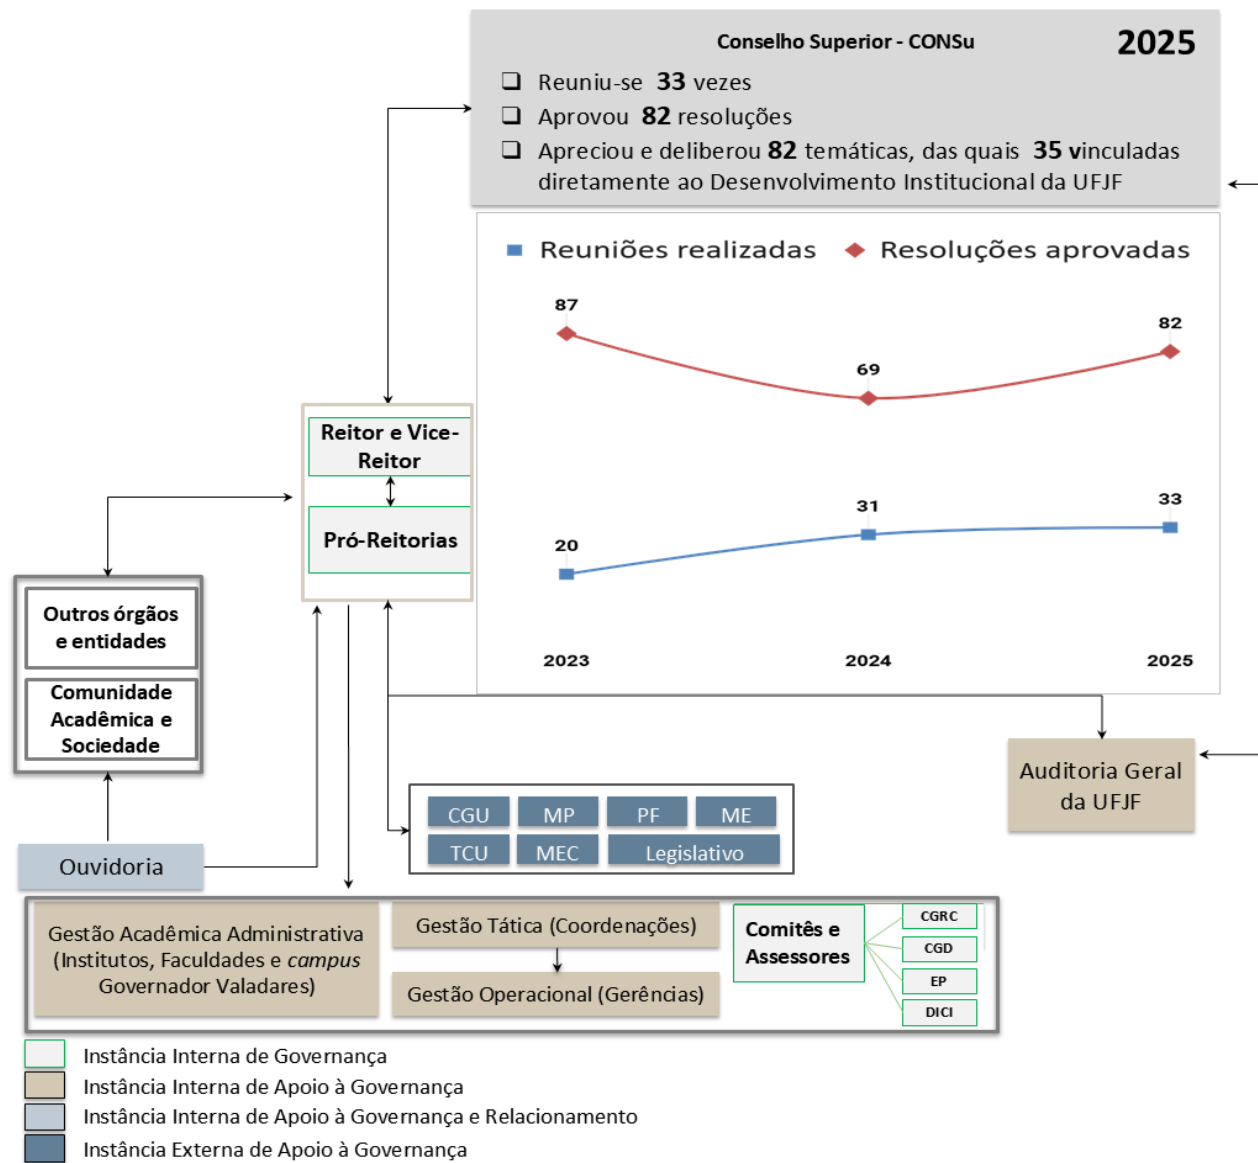 Conselho Superior - CONSu
2025
❑ Reuniu-se 33 vezes
❑ Aprovou 82 resoluções
❑ Apreciou e deliberou 82 temáticas, das quais 35 vinculadas
diretamente ao Desenvolvimento Institucional da UFJF
Reuniões realizadas
Resoluções aprovadas
87
69
82
20
31
33
2023
2024
2025
Reitor e Vice-
Reitor
Pró-Reitorias
Outros órgãos
e entidades
Comunidade
Acadêmica e
Sociedade
Ouvidoria
CGU
MP
PF
ME
TCU
MEC
Legislativo
Auditoria Geral
da UFJF
Gestão Acadêmica Administrativa
(Institutos, Faculdades e campus
Governador Valadares)
Gestão Tática (Coordenações)
Gestão Operacional (Gerências)
Comitês e
Assessores
CGRC
CGD
EP
DICI
Instância Interna de Governança
Instância Interna de Apoio à Governança
Instância Interna de Apoio à Governança e Relacionamento
Instância Externa de Apoio à Governança